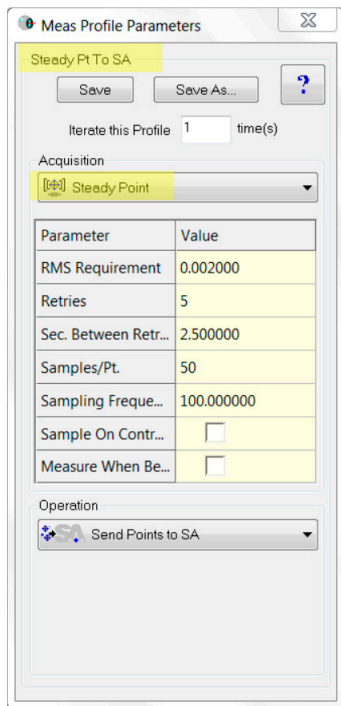 Meas Profile Parameters
Steady Pt To SA
Save Save As... ?
Iterate this Profile 1 time(s)
Acquisition
Steady Point
Parameter Value
RMS Requirement 0.002000
Retries 5
Sec. Between Retr... 2.500000
Samples/Pt. 50
Sampling Freque... 100.000000
Sample On Contr...
Measure When Be...
Operation
SA Send Points to SA